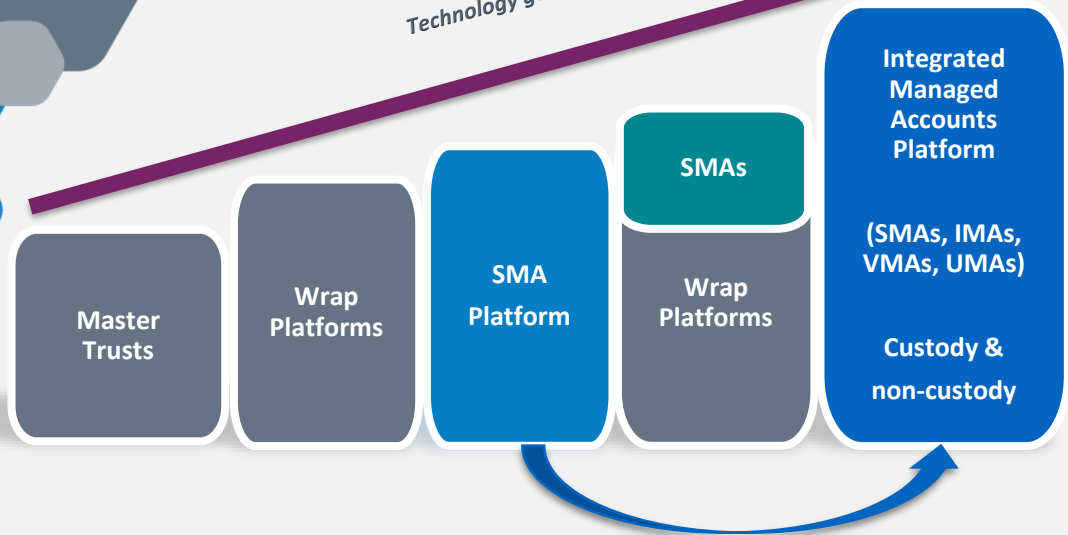 Technology
Master
Trusts
Wrap
Platforms
SMA
Platform
SMAs
Wrap
Platforms
Integrated
Managed
Accounts
Platform
(SMAs, IMAs,
VMAs, UMAs)
Custody &
non-custody